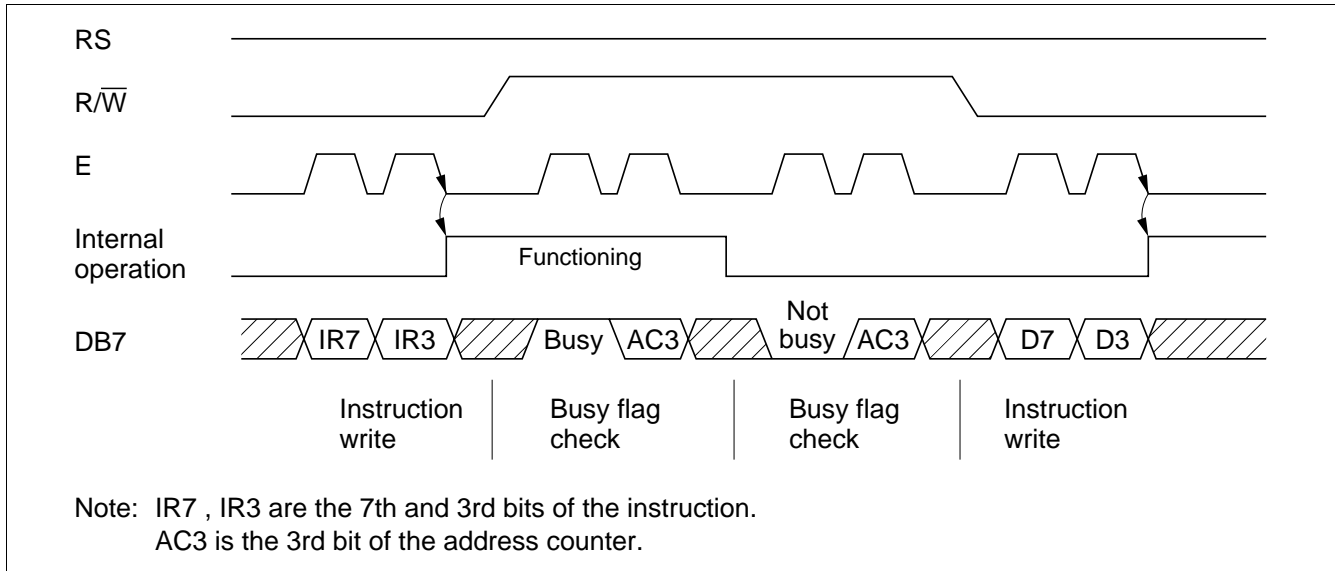 RS
R/W̅
E
Internal
operation
Functioning
DB7
IR7 IR3 Busy AC3 Not
busy AC3 D7 D3
Instruction
write
Busy flag
check
Busy flag
check
Instruction
write
Note: IR7 , IR3 are the 7th and 3rd bits of the instruction.
AC3 is the 3rd bit of the address counter.